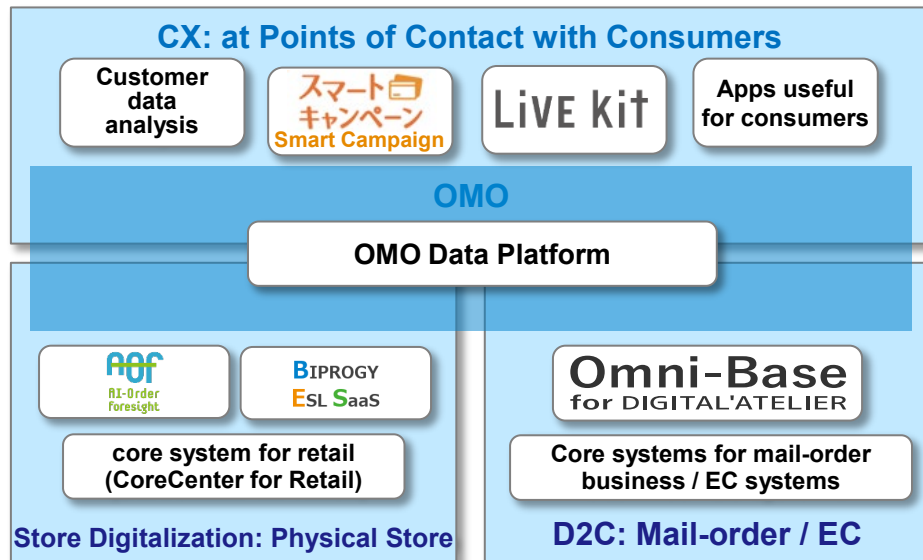 CX: at Points of Contact with Consumers
Customer
data
analysis
スマート
キャンペーン
Smart Campaign
LiVE kit
Apps useful
for consumers
OMO
OMO Data Platform
AOF
AI-Order
foresight
BIPROGY
ESL SaaS
core system for retail
(CoreCenter for Retail)
Store Digitalization: Physical Store
Omni-Base
for DIGITAL'ATELIER
Core systems for mail-order
business / EC systems
D2C: Mail-order / EC